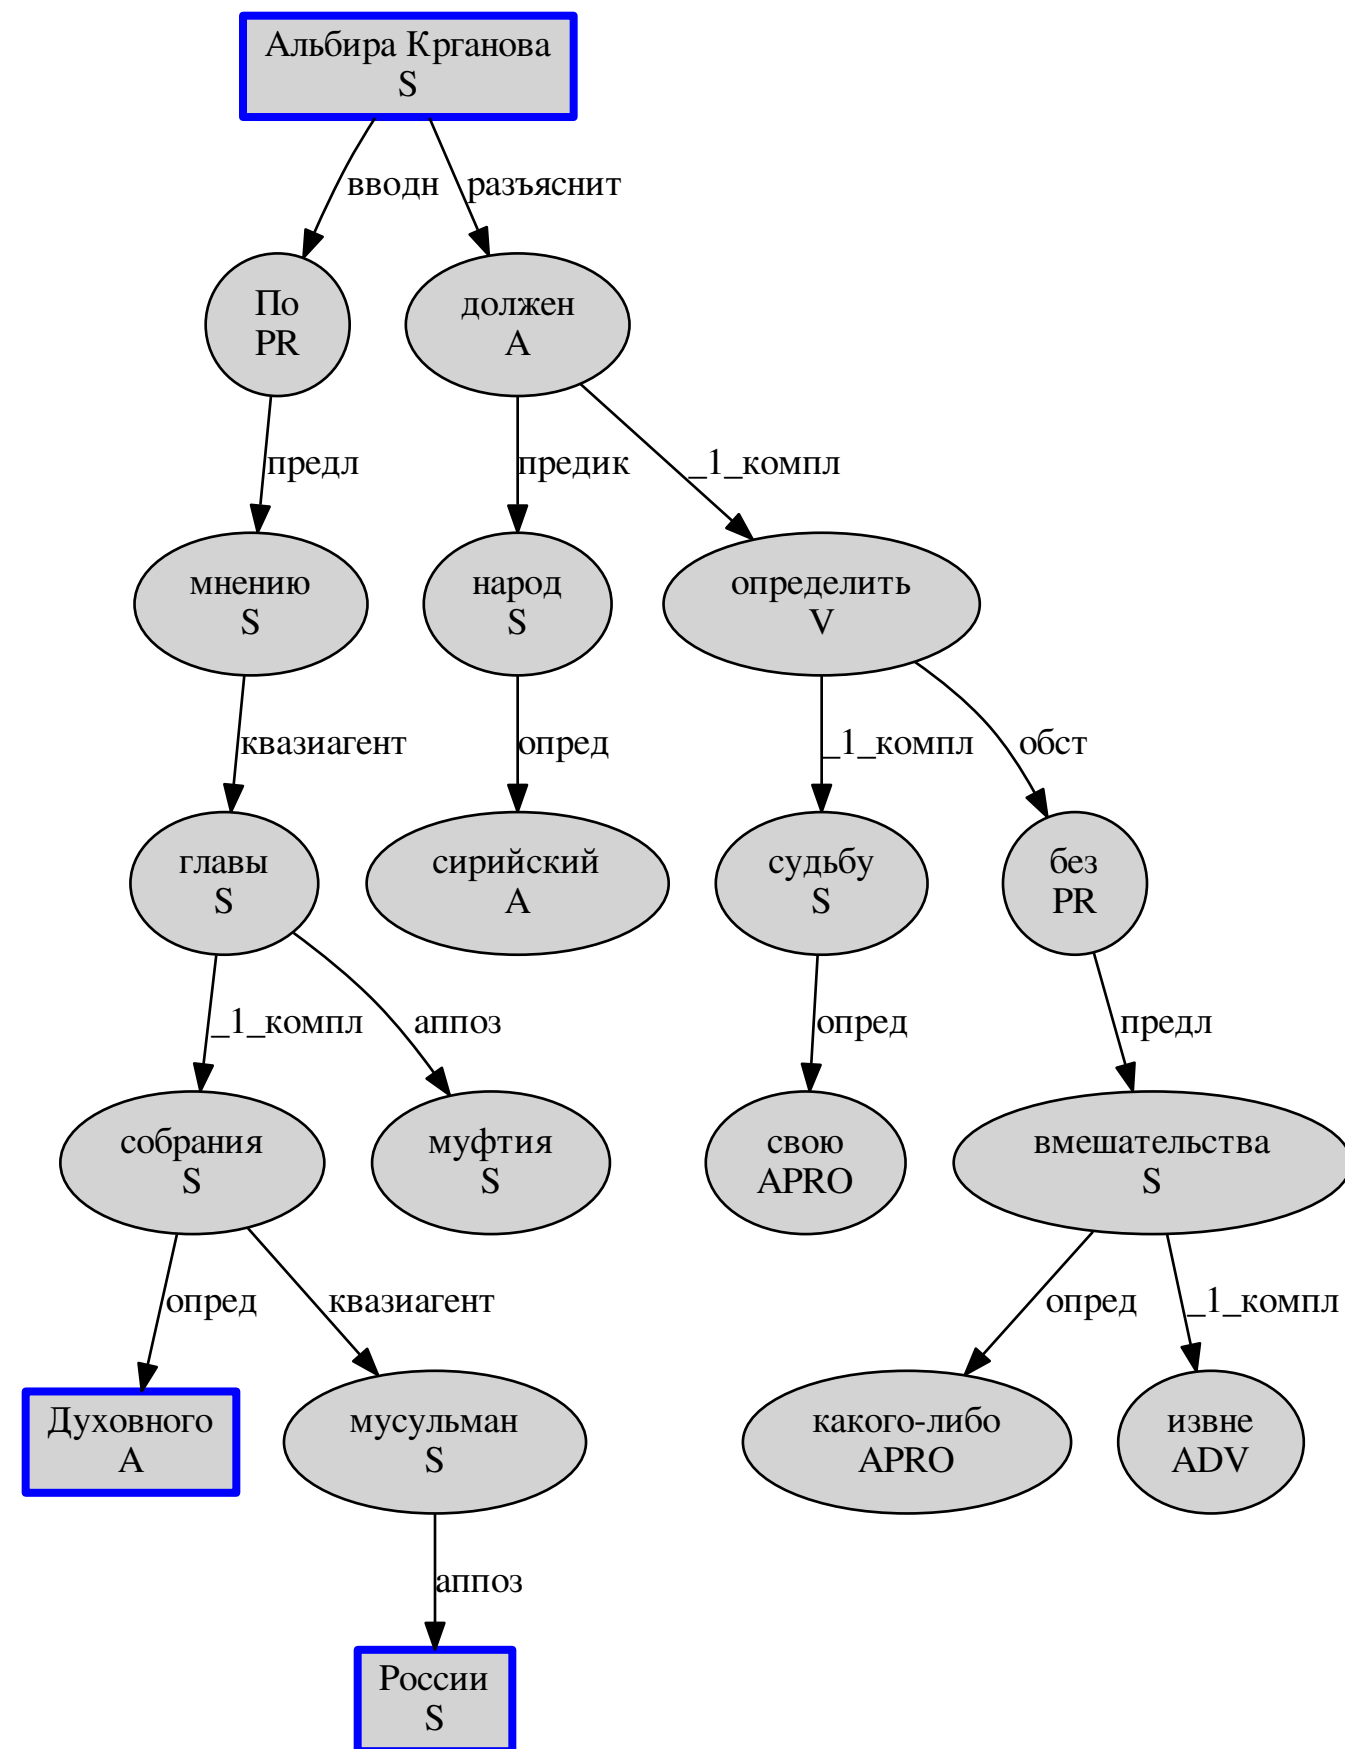 Альбира Крганова
S
вводн
разъяснит
По
PR
должен
A
предл
предик
_1_компл
мнению
S
народ
S
определить
V
квазиагент
опред
_1_компл
обст
главы
S
сирийский
A
судьбу
S
без
PR
_1_компл
аппоз
опред
предл
собрания
S
муфтия
S
свою
APRO
вмешательства
S
опред
квазиагент
опред
_1_компл
Духовного
A
мусульман
S
какого-либо
APRO
извне
ADV
аппоз
России
S